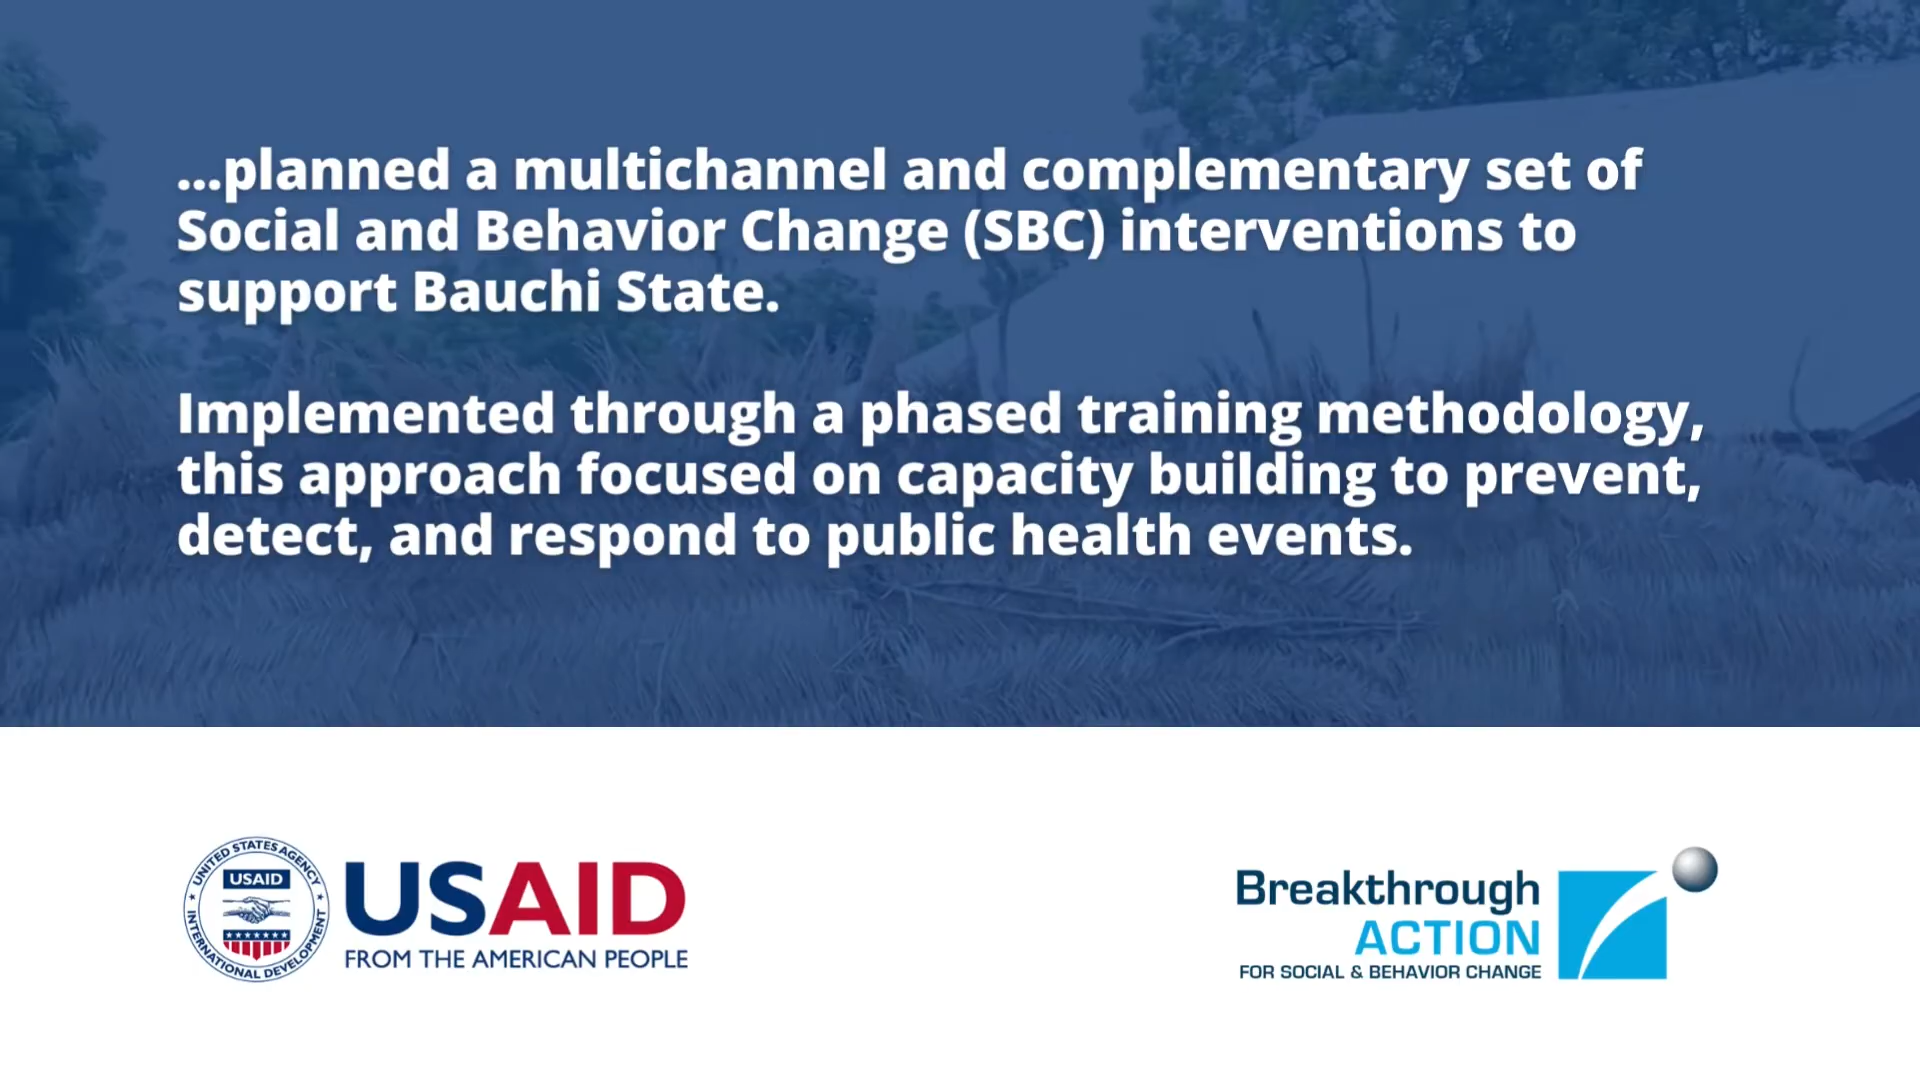 ...planned a multichannel and complementary set of
Social and Behavior Change (SBC) interventions to
support Bauchi State.
Implemented through a phased training methodology,
this approach focused on capacity building to prevent,
detect, and respond to public health events.
UNITED STATES AGENCY
USAID
INTERNATIONAL DEVELOPMENT
USAID
FROM THE AMERICAN PEOPLE
Breakthrough
ACTION
FOR SOCIAL & BEHAVIOR CHANGE